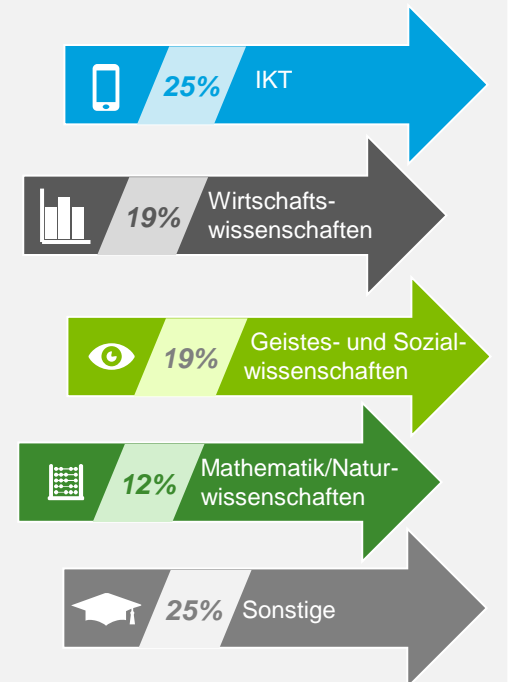 25% IKT
19% Wirtschafts-
wissenschaften
19% Geistes- und Sozial-
wissenschaften
12% Mathematik/Natur-
wissenschaften
25% Sonstige